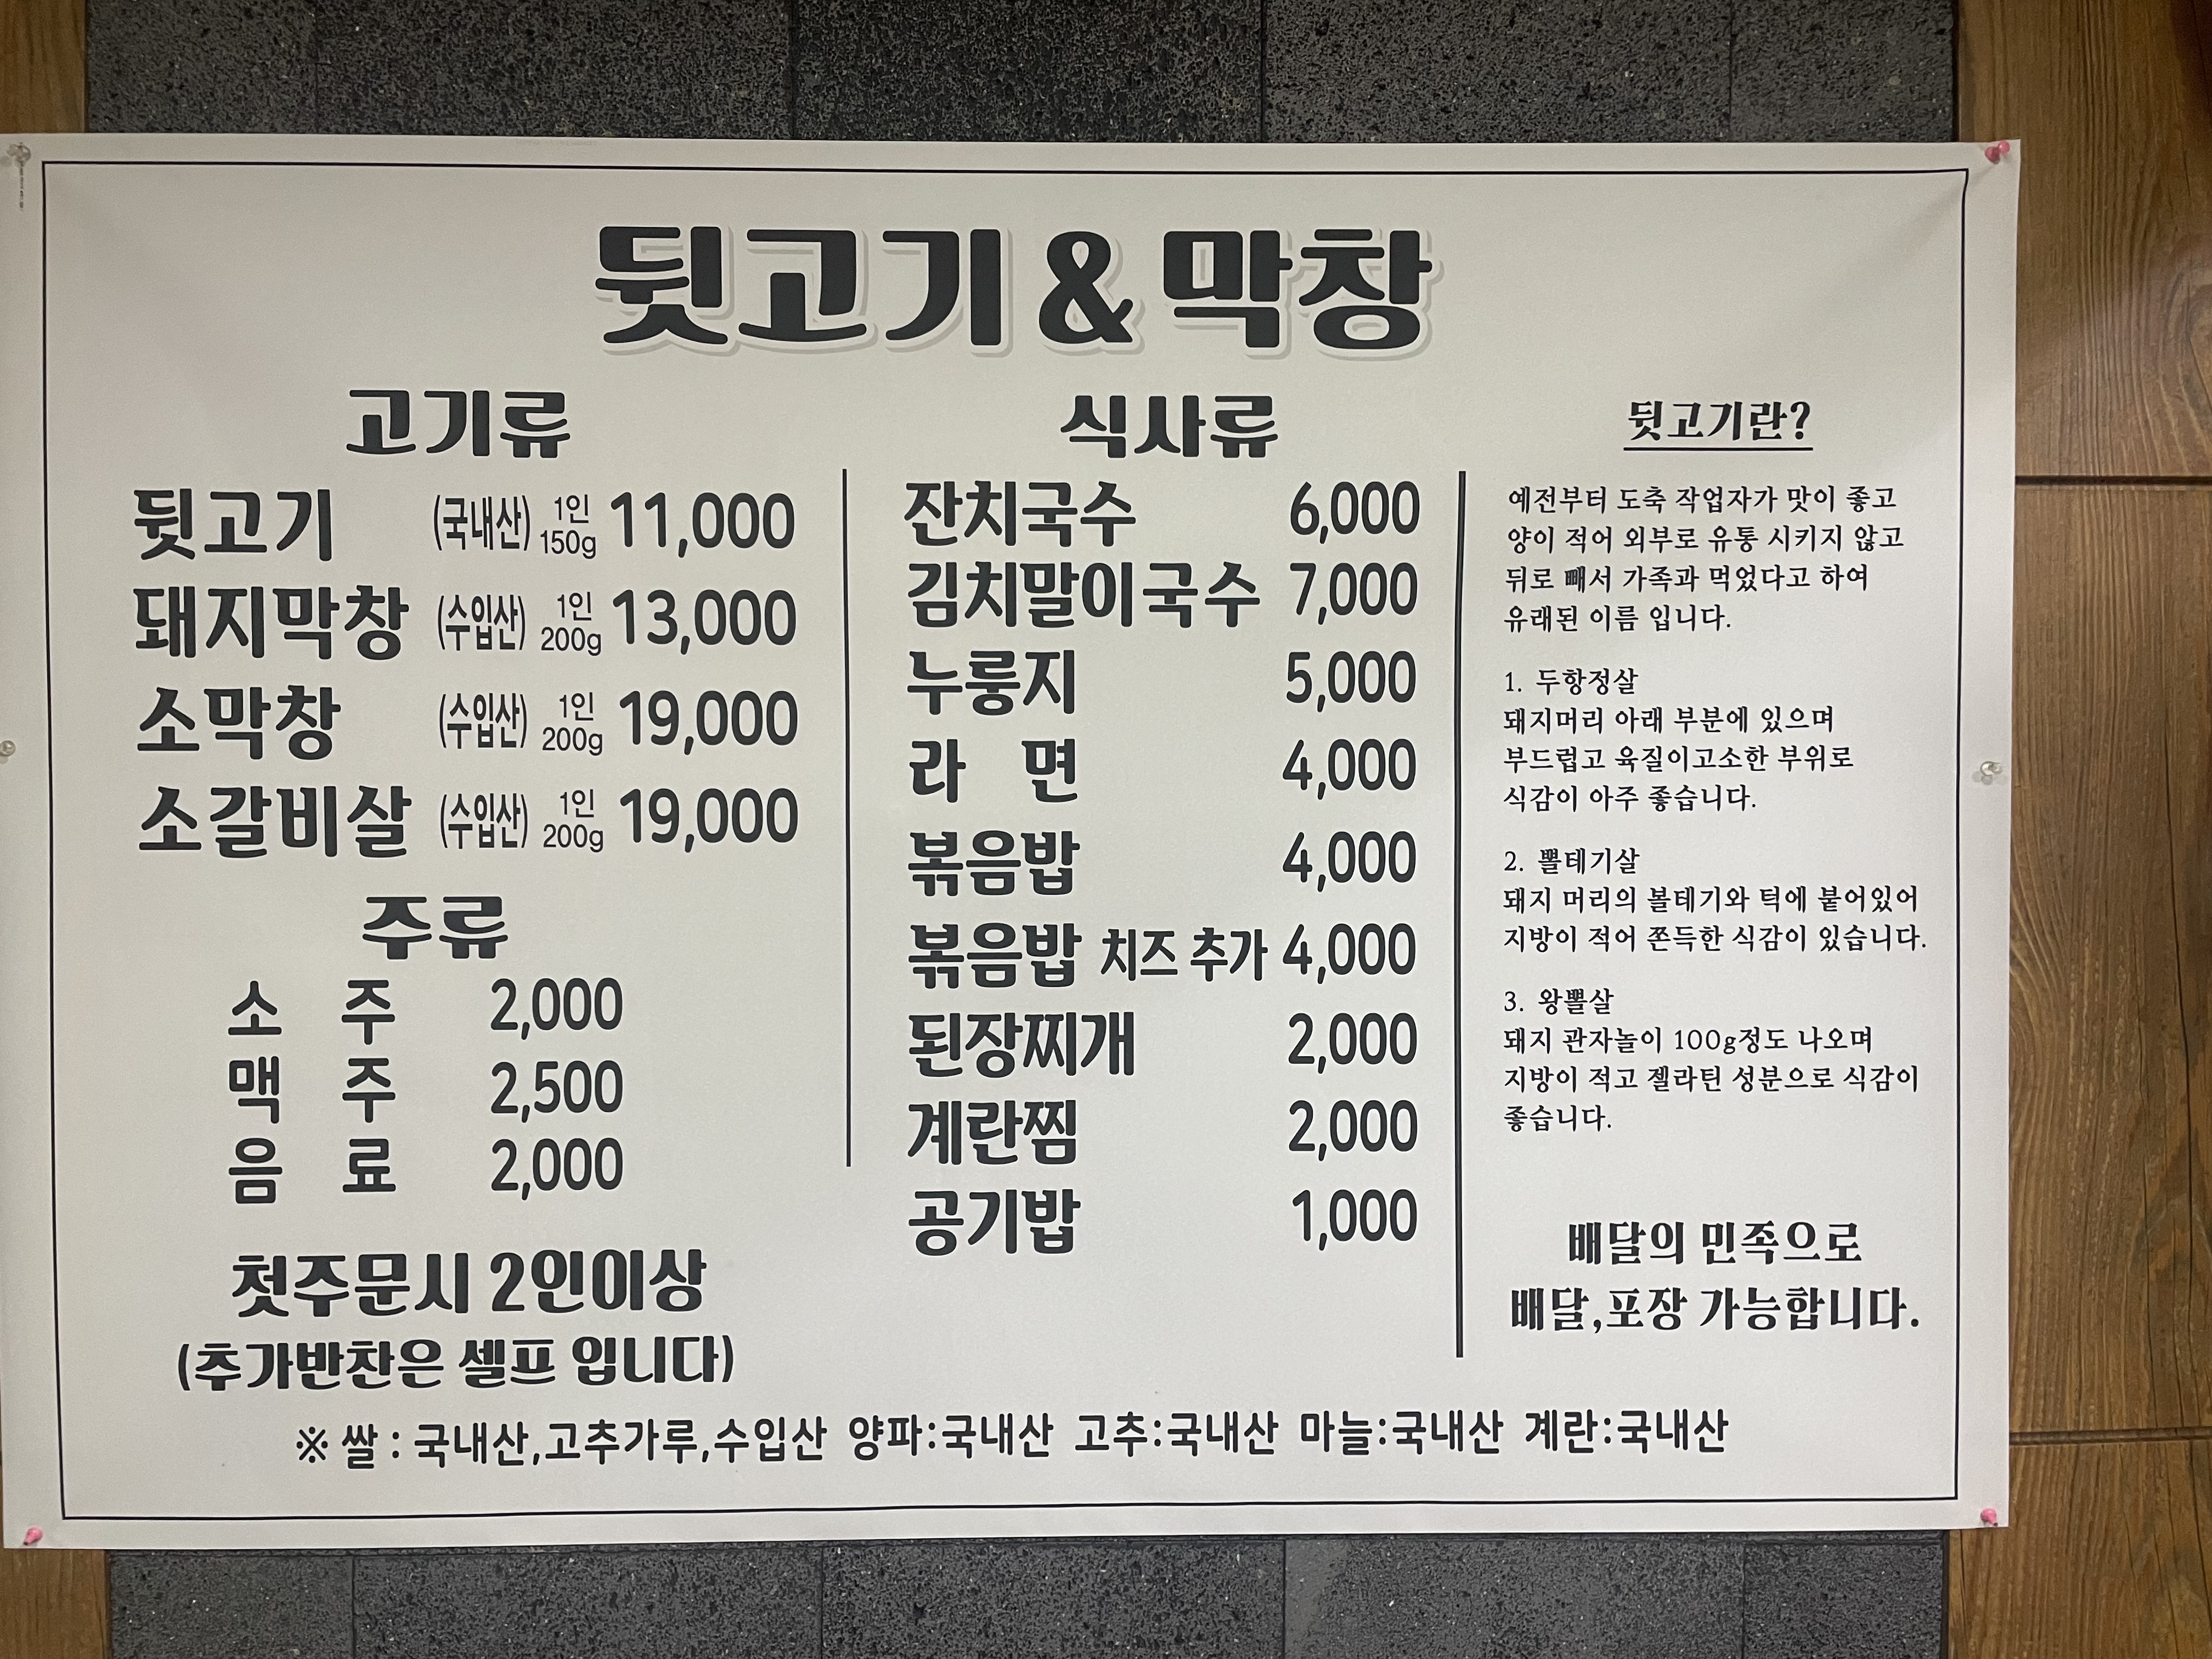 뒷고기 & 막창
고기류
뒷고기 (국내산) 1인 150g 11,000
돼지막창 (수입산) 1인 200g 13,000
소막창 (수입산) 1인 200g 19,000
소갈비살 (수입산) 1인 200g 19,000
주류
소 주 2,000
맥 주 2,500
음 료 2,000
첫주문시 2인이상
(추가반찬은 셀프 입니다)
식사류
잔치국수 6,000
김치말이국수 7,000
누룽지 5,000
라 면 4,000
볶음밥 4,000
볶음밥 치즈 추가 4,000
된장찌개 2,000
계란찜 2,000
공기밥 1,000
뒷고기란?
예전부터 도축 작업자가 맛이 좋고
양이 적어 외부로 유통 시키지 않고
뒤로 빼서 가족과 먹었다고 하여
유래된 이름 입니다.
1. 두항정살
돼지머리 아래 부분에 있으며
부드럽고 육질이고소한 부위로
식감이 아주 좋습니다.
2. 뽈테기살
돼지 머리의 볼테기와 턱에 붙어있어
지방이 적어 쫀득한 식감이 있습니다.
3. 왕뽈살
돼지 관자놀이 100g정도 나오며
지방이 적고 젤라틴 성분으로 식감이
좋습니다.
배달의 민족으로
배달,포장 가능합니다.
※ 쌀 : 국내산,고추가루,수입산 양파:국내산 고추:국내산 마늘:국내산 계란:국내산